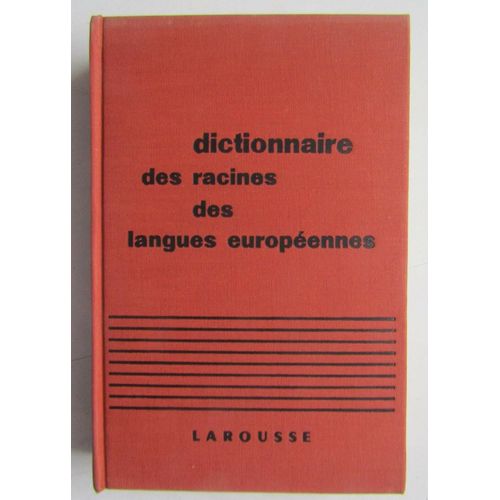 dictionnaire
des racines
des
langues européennes
LAROUSSE